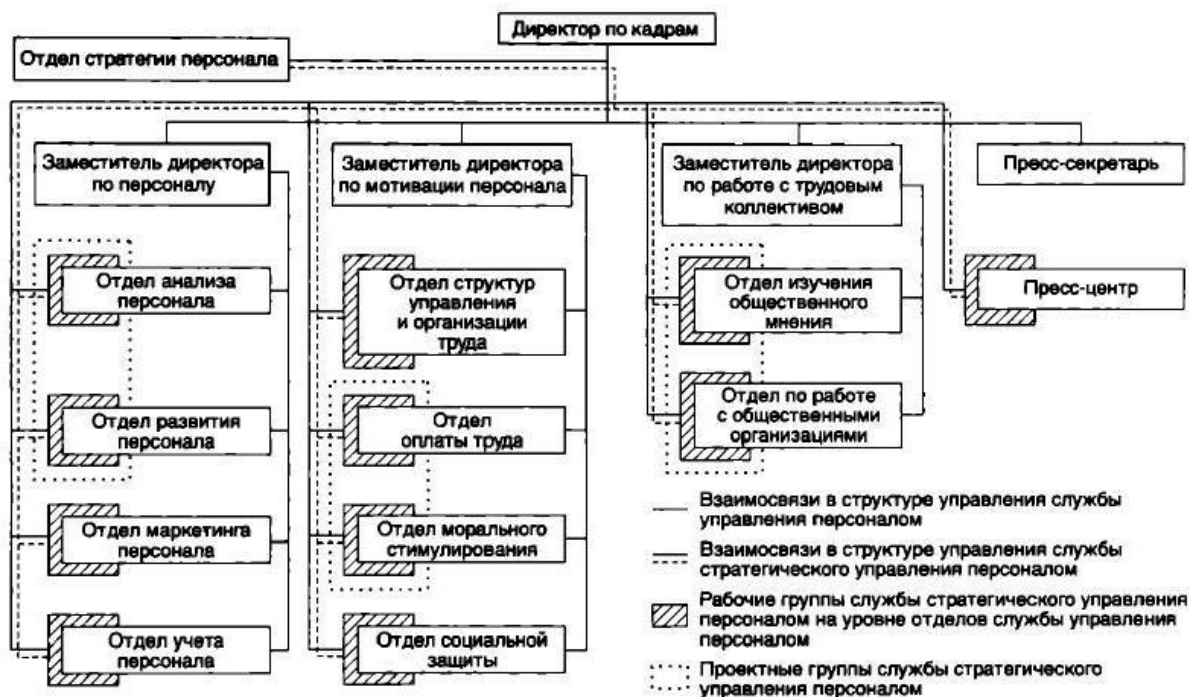 Директор по кадрам
Отдел стратегии персонала
Заместитель директора
по персоналу
Заместитель директора
по мотивации персонала
Заместитель директора
по работе с трудовым
коллективом
Пресс-секретарь
Отдел анализа
персонала
Отдел структур
управления
и организации
труда
Отдел изучения
общественного
мнения
Пресс-центр
Отдел развития
персонала
Отдел
оплаты труда
Отдел по работе
с общественными
организациями
Отдел маркетинга
персонала
Отдел морального
стимулирования
Отдел учета
персонала
Отдел социальной
защиты
Взаимосвязи в структуре управления службы
управления персоналом
Взаимосвязи в структуре управления службы
стратегического управления персоналом
Рабочие группы службы стратегического управления
персоналом на уровне отделов службы управления
персоналом
Проектные группы службы стратегического
управления персоналом